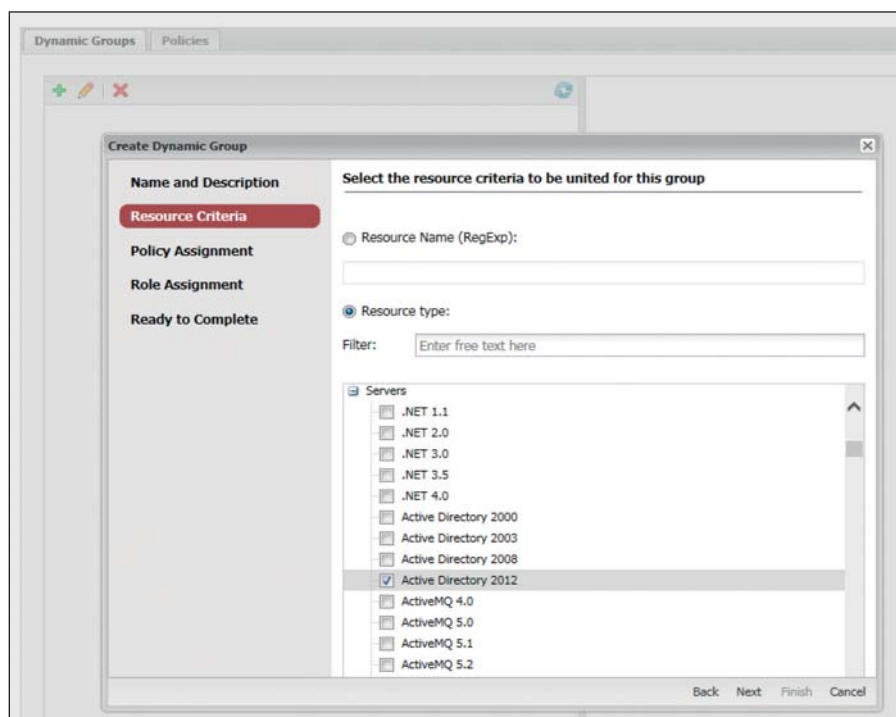 Dynamic Groups Policies
Create Dynamic Group
Name and Description
Resource Criteria
Policy Assignment
Role Assignment
Ready to Complete
Select the resource criteria to be united for this group
Resource Name (RegExp):
Resource type:
Filter: Enter free text here
Servers
.NET 1.1
.NET 2.0
.NET 3.0
.NET 3.5
.NET 4.0
Active Directory 2000
Active Directory 2003
Active Directory 2008
Active Directory 2012
ActiveMQ 4.0
ActiveMQ 5.0
ActiveMQ 5.1
ActiveMQ 5.2
Back Next Finish Cancel